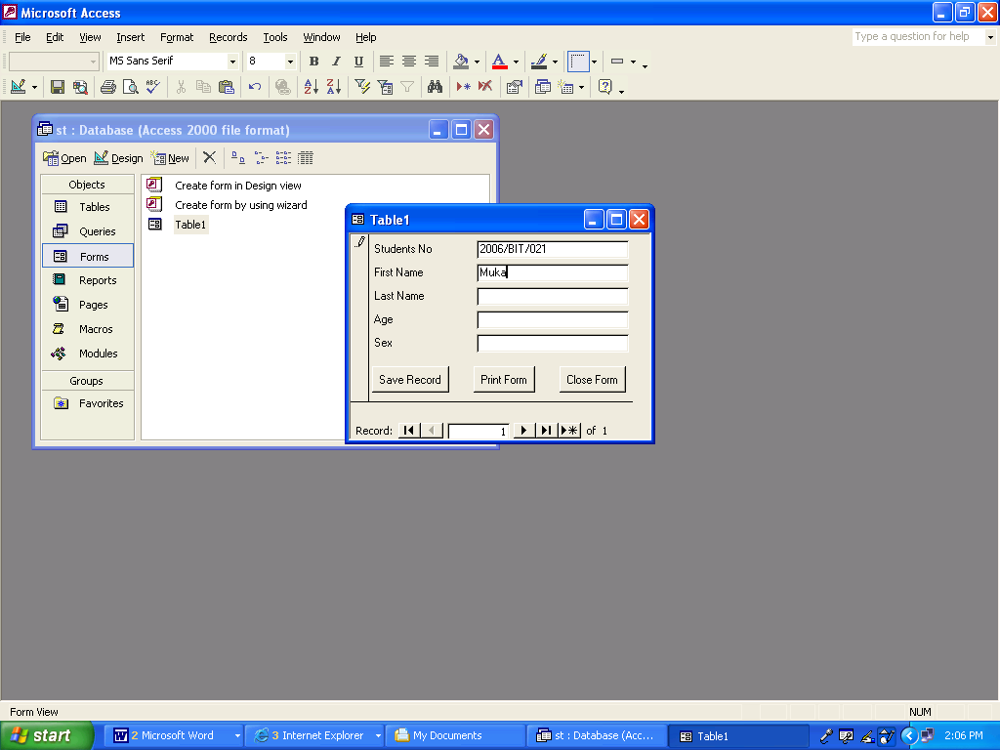 Microsoft Access
File Edit View Insert Format Records Tools Window Help
Type a question for help
MS Sans Serif 8 B I U A
st : Database (Access 2000 file format)
Open Design New
Objects
Tables
Queries
Forms
Reports
Pages
Macros
Modules
Groups
Favorites
Create form in Design view
Create form by using wizard
Table1
Table1
Students No 2006/BIT/021
First Name Muka
Last Name
Age
Sex
Save Record Print Form Close Form
Record: 1 of 1
Form View NUM
start 2 Microsoft Word 3 Internet Explorer My Documents st : Database (Acc... Table1 2:06 PM